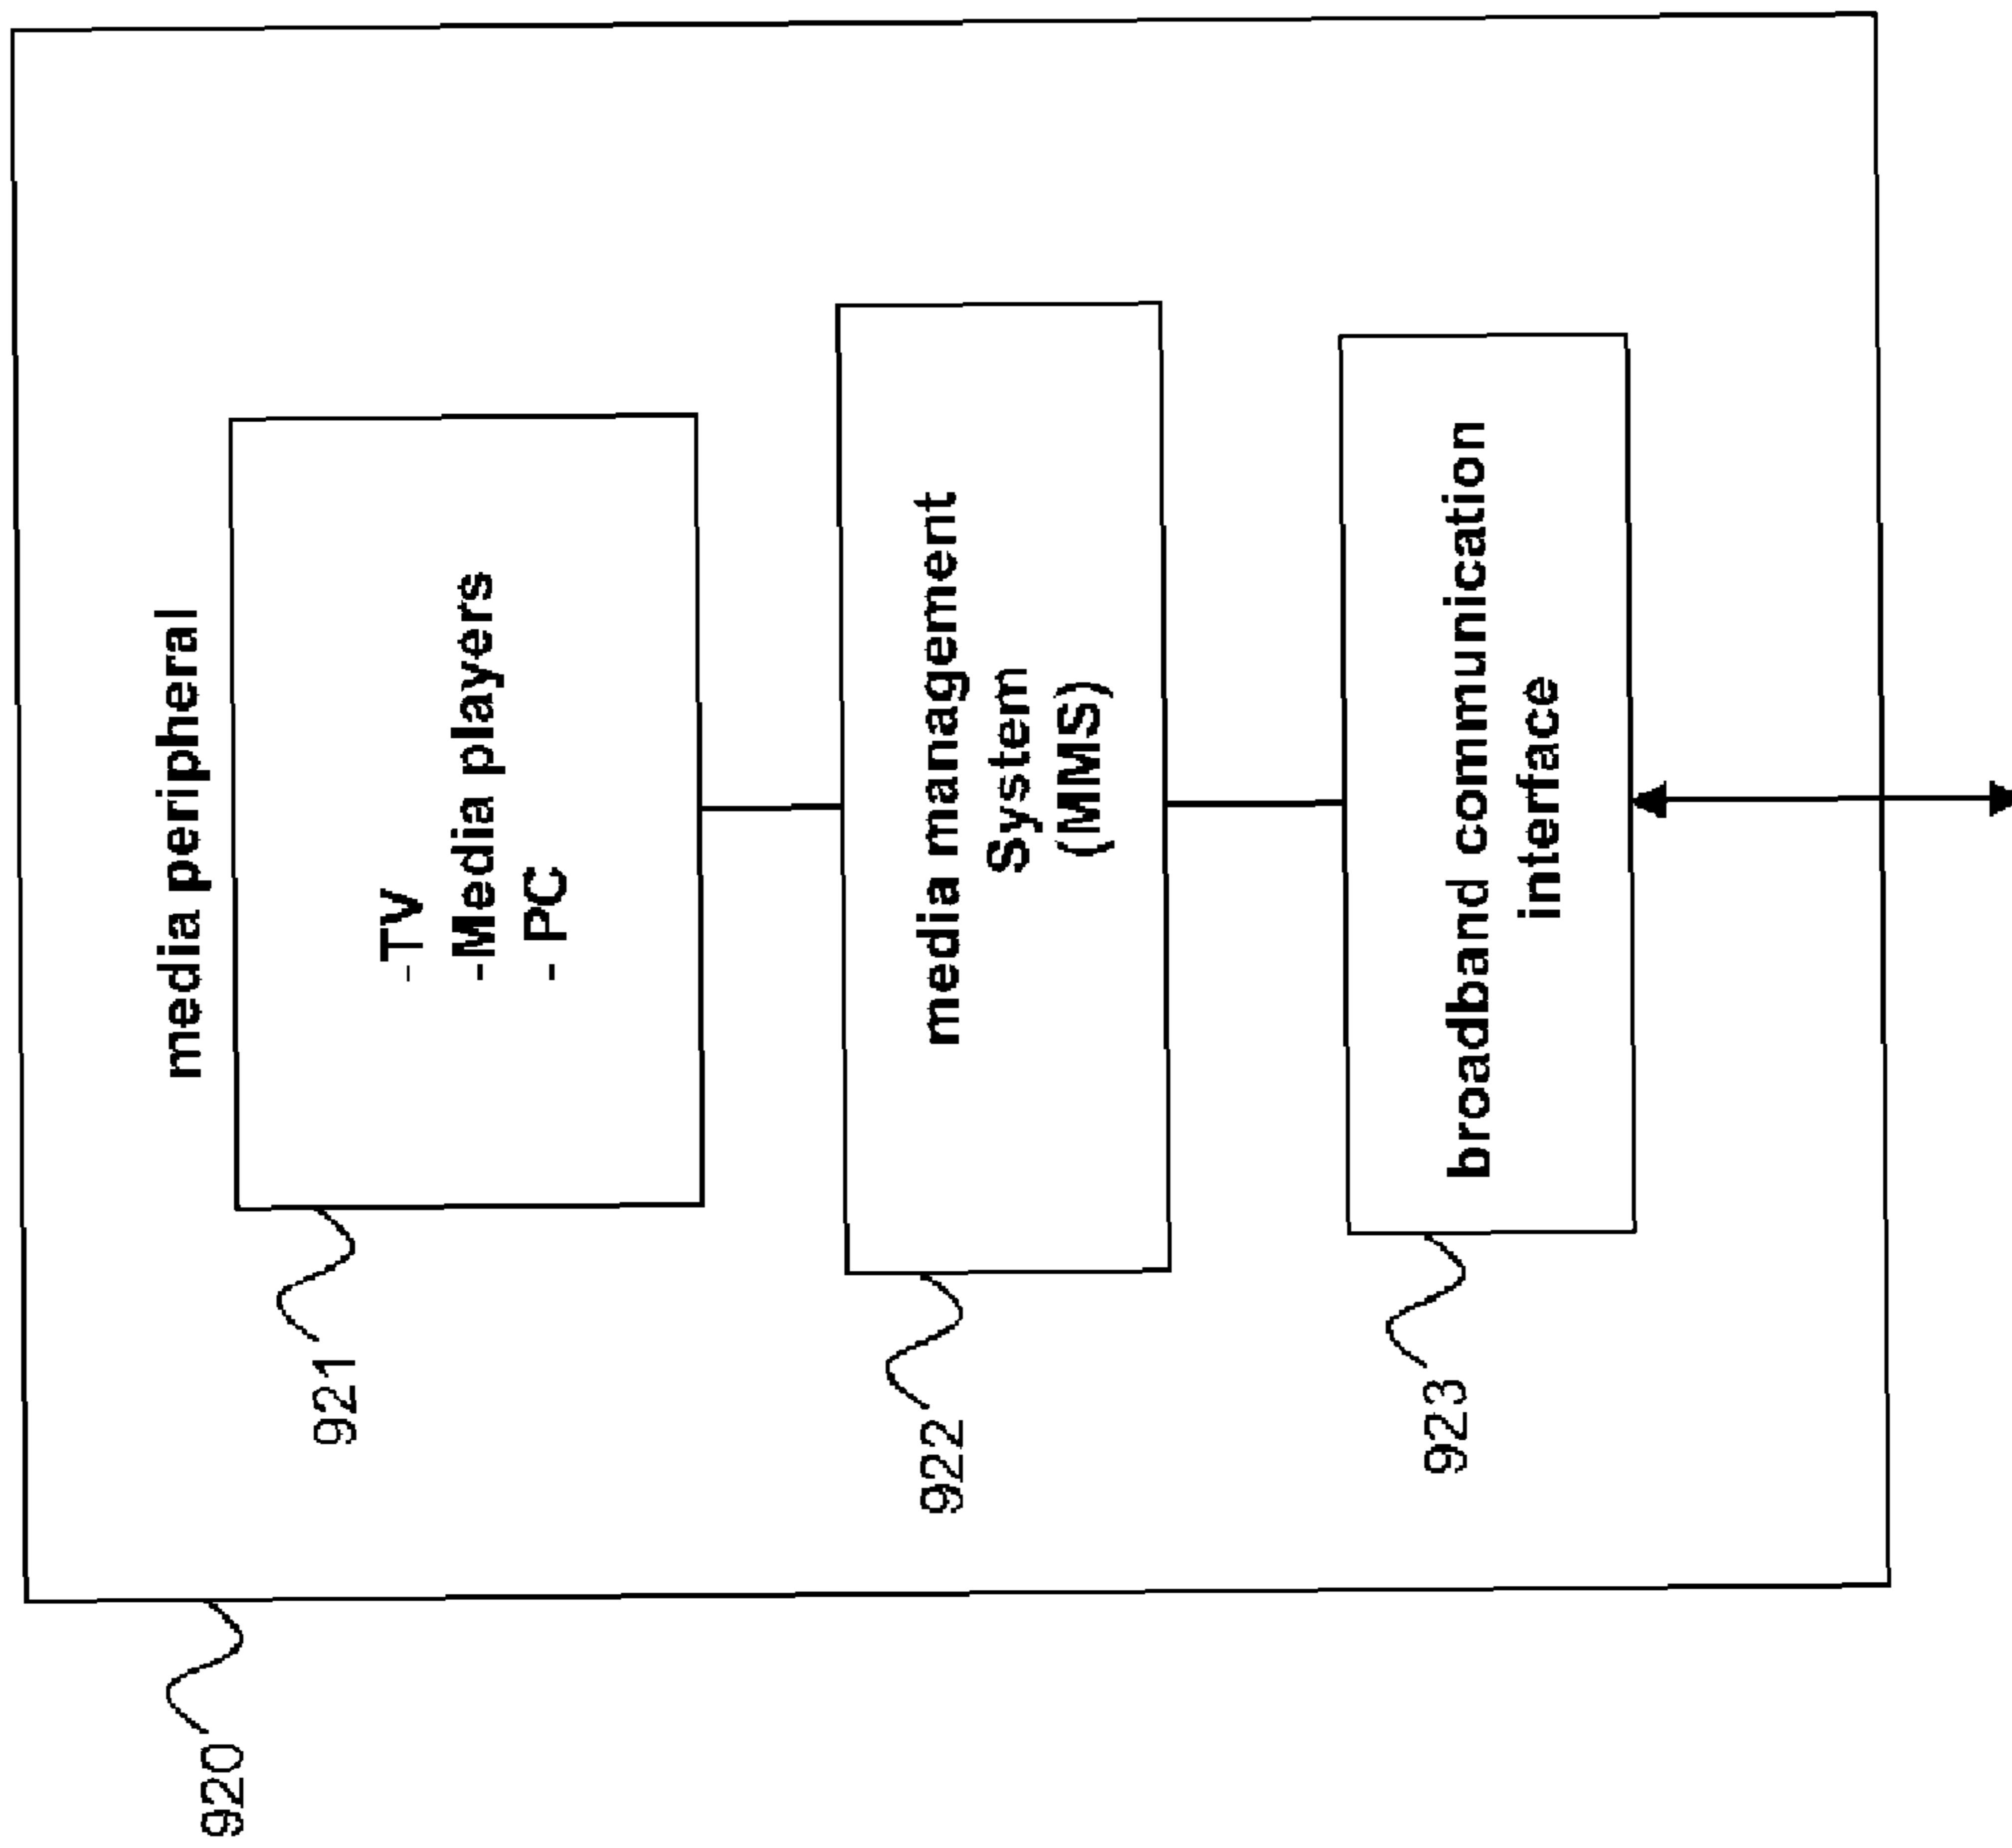 media peripheral
-TV
-Media players
- PC
921
media management
System
(MMS)
922
broadband communication
interface
923
920